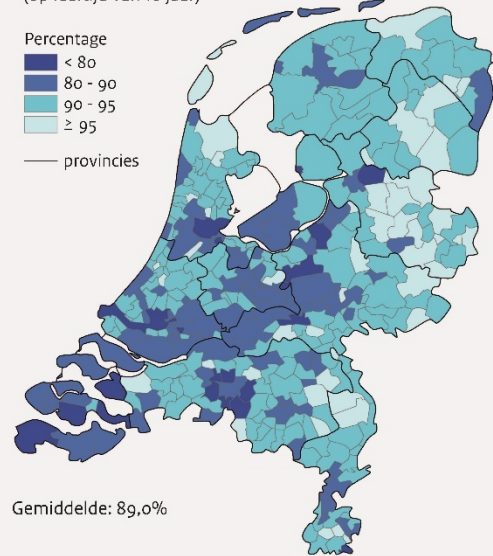 Percentage
< 80
80 - 90
90 - 95
≥ 95
provincies
Gemiddelde: 89,0%